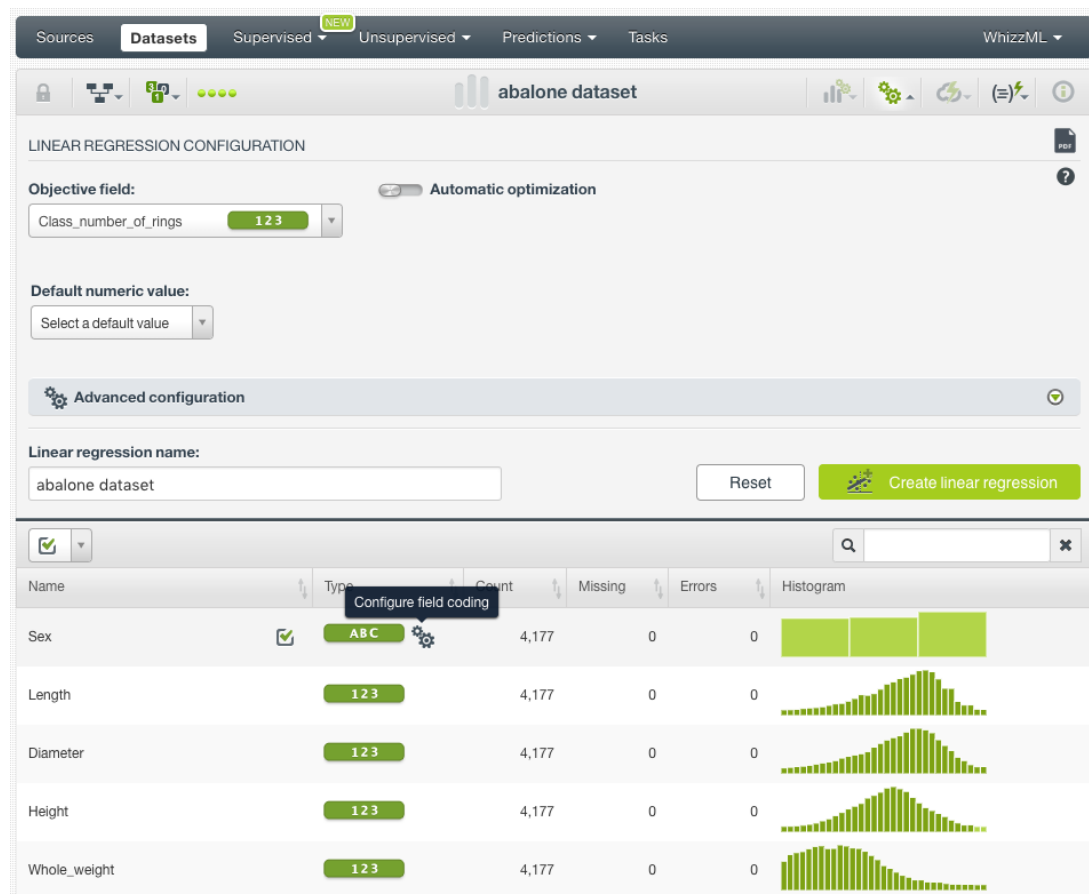 Sources Datasets Supervised NEW Unsupervised Predictions Tasks WhizzML
abalone dataset
LINEAR REGRESSION CONFIGURATION
PDF
Objective field:
Automatic optimization
Class_number_of_rings 123
Default numeric value:
Select a default value
Advanced configuration
Linear regression name:
abalone dataset
Reset
Create linear regression
Name Type Count Missing Errors Histogram
Configure field coding
Sex ABC 4,177 0 0
Length 123 4,177 0 0
Diameter 123 4,177 0 0
Height 123 4,177 0 0
Whole_weight 123 4,177 0 0